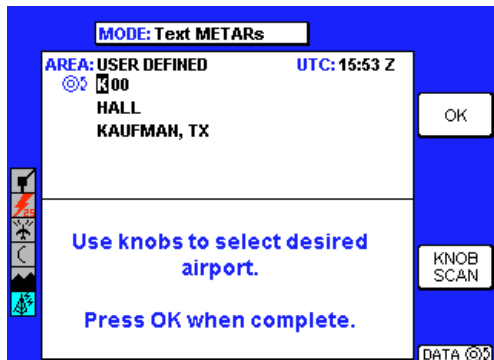 MODE: Text METARs
AREA: USER DEFINED UTC: 15:53 Z
K00
HALL
KAUFMAN, TX
OK
25
Use knobs to select desired
airport.
KNOB
SCAN
Press OK when complete.
DATA